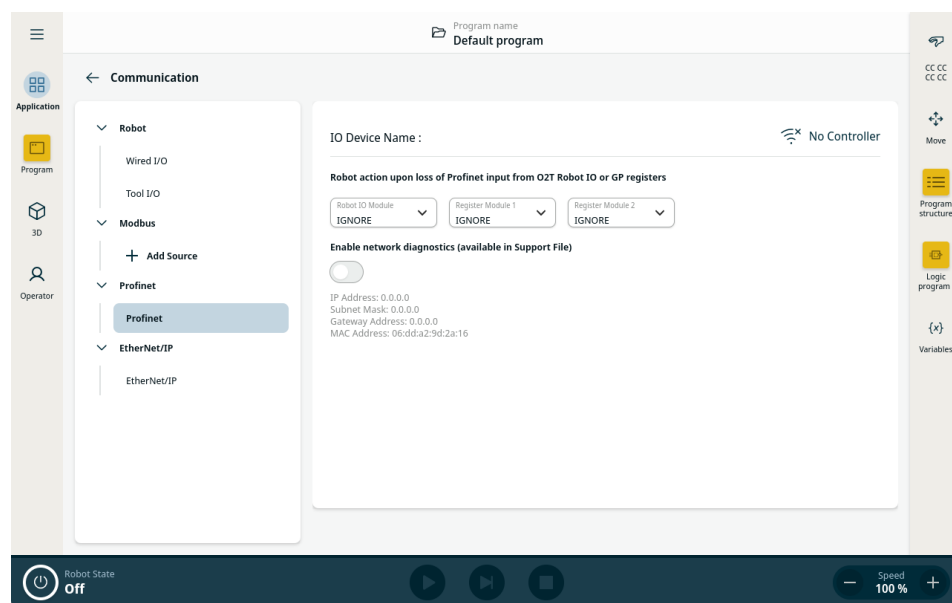 Program name
Default program
Application
Program
3D
Operator
Communication
Robot
Wired I/O
Tool I/O
Modbus
Add Source
Profinet
Profinet
EtherNet/IP
EtherNet/IP
IO Device Name :
No Controller
Robot action upon loss of Profinet input from O2T Robot IO or GP registers
Robot IO Module
IGNORE
Register Module 1
IGNORE
Register Module 2
IGNORE
Enable network diagnostics (available in Support File)
IP Address: 0.0.0.0
Subnet Mask: 0.0.0.0
Gateway Address: 0.0.0.0
MAC Address: 06:dd:a2:9d:2a:16
CC CC
CC CC
Move
Program
structure
Logic
program
{x}
Variables
Robot State
Off
Speed
100 %